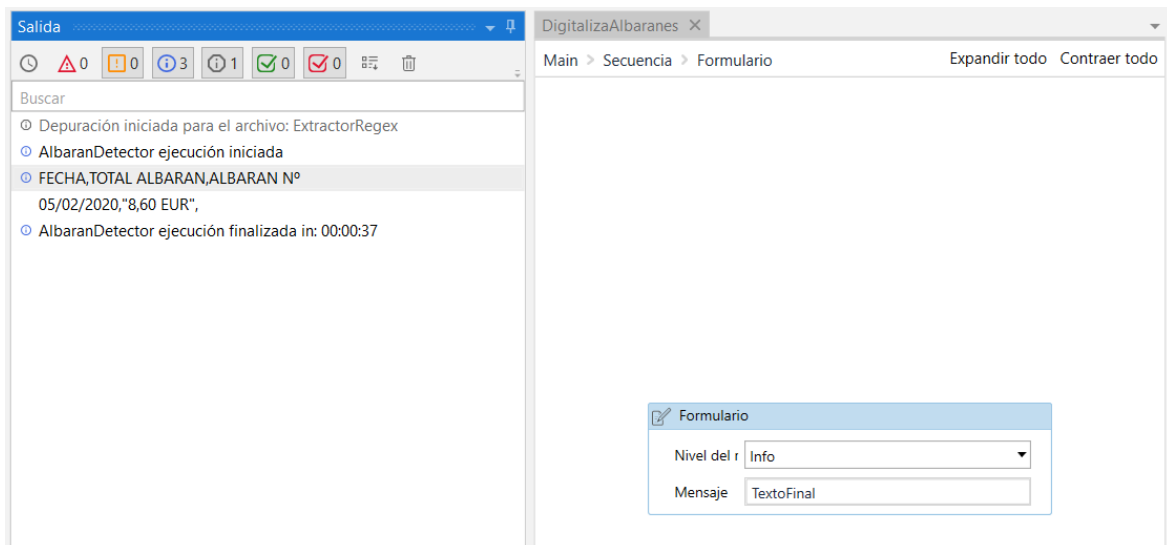 Salida
0 0 3 1 0 0
Buscar
Depuración iniciada para el archivo: ExtractorRegex
AlbaranDetector ejecución iniciada
FECHA,TOTAL ALBARAN,ALBARAN Nº
05/02/2020,"8,60 EUR",
AlbaranDetector ejecución finalizada in: 00:00:37
DigitalizaAlbaranes
Main > Secuencia > Formulario Expandir todo Contraer todo
Formulario
Nivel del r Info
Mensaje TextoFinal